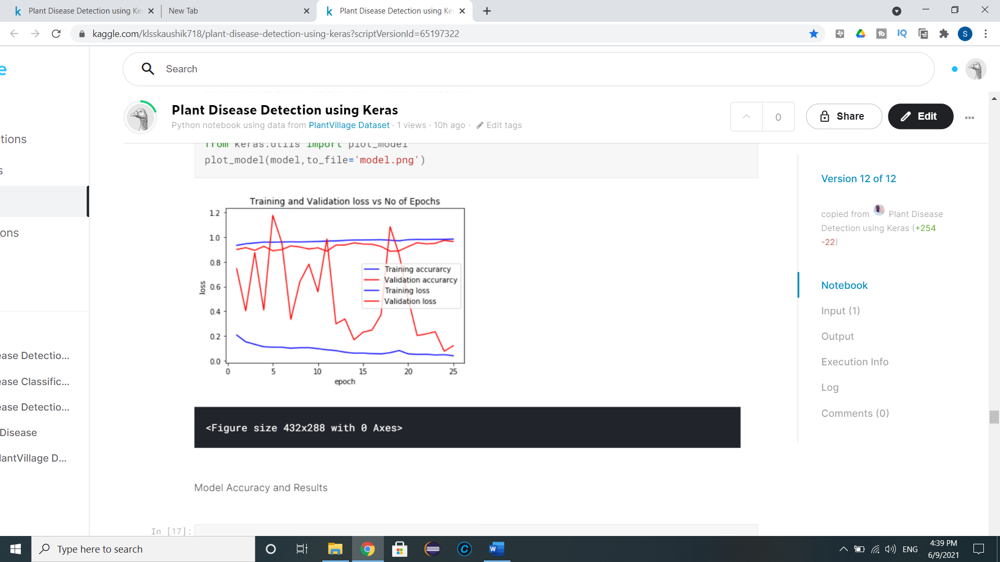 Plant Disease Detection using Ke
New Tab
Plant Disease Detection using Ke
kaggle.com/klsskaushik718/plant-disease-detection-using-keras?scriptVersionId=65197322
tb
IQ
S
e
Search
Plant Disease Detection using Keras
Python notebook using data from PlantVillage Dataset · 1 views · 10h ago · Edit tags
0
Share
Edit
tions
s
ons
ease Detectio...
ease Classific...
ease Detectio...
Disease
lantVillage D...
from keras.utils import plot_model
plot_model(model,to_file='model.png')
Training and Validation loss vs No of Epochs
1.2
1.0
0.8
0.6
0.4
0.2
0.0
loss
Training accurarcy
Validation accurarcy
Training loss
Validation loss
0 5 10 15 20 25
epoch
<Figure size 432x288 with 0 Axes>
Model Accuracy and Results
In [17]:
Version 12 of 12
copied from Plant Disease
Detection using Keras (+254
-22)
Notebook
Input (1)
Output
Execution Info
Log
Comments (0)
Type here to search
ENG
4:39 PM
6/9/2021